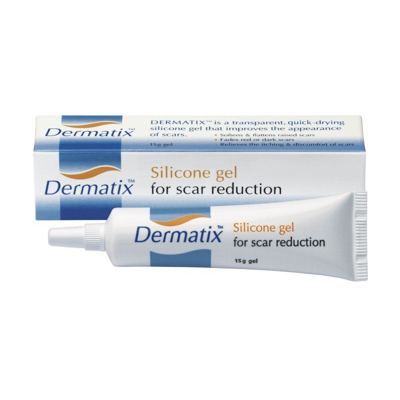 Dermatix™
DERMATIX™ is a transparent, quick-drying
silicone gel that improves the appearance
of scars.
• Softens & flattens raised scars
• Fades red or dark scars
15g gel
• Relieves the itching & discomfort of scars
Dermatix™
Silicone gel
for scar reduction
Dermatix™
Silicone gel
for scar reduction
15g gel